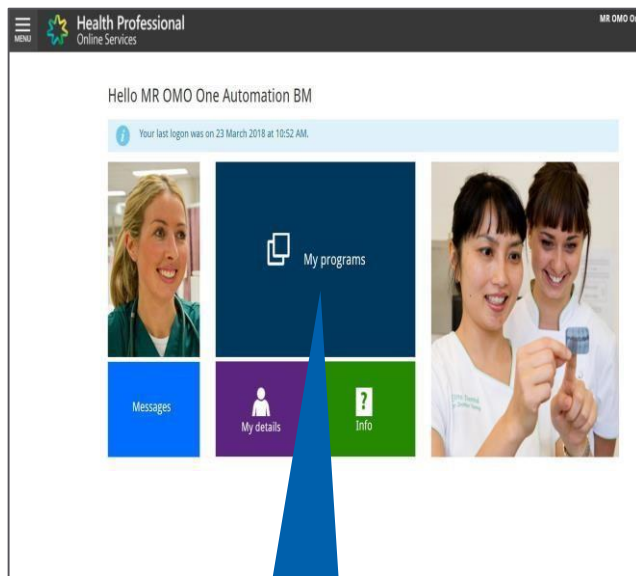 MENU
Health Professional
Online Services
MR OMO On
Hello MR OMO One Automation BM
Your last logon was on 23 March 2018 at 10:52 AM.
My programs
Messages
My details
Info